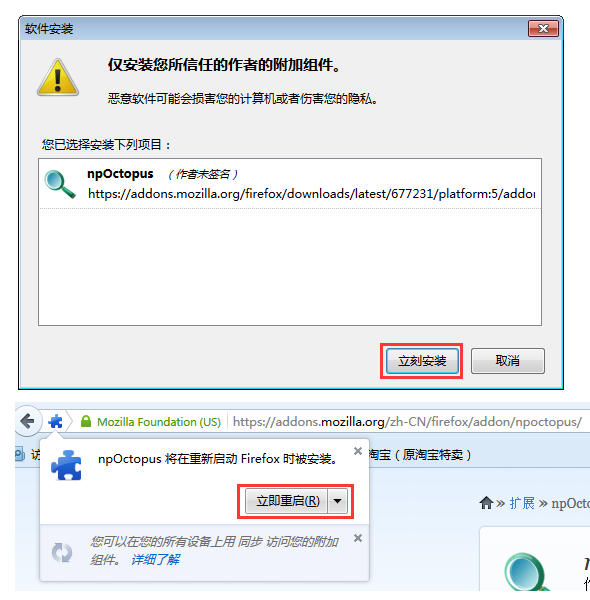 软件安装
仅安装您所信任的作者的附加组件。
恶意软件可能会损害您的计算机或者伤害您的隐私。
您已选择安装下列项目：
npOctopus （作者未签名）
https://addons.mozilla.org/firefox/downloads/latest/677231/platform:5/addon
立刻安装 取消
Mozilla Foundation (US) https://addons.mozilla.org/zh-CN/firefox/addon/npoctopus/
访
淘宝（原淘宝特卖）
npOctopus 将在重新启动 Firefox 时被安装。
立即重启(R)
» 扩展 » npOcto
您可以在您的所有设备上用 同步 访问您的附加
组件。 详细了解